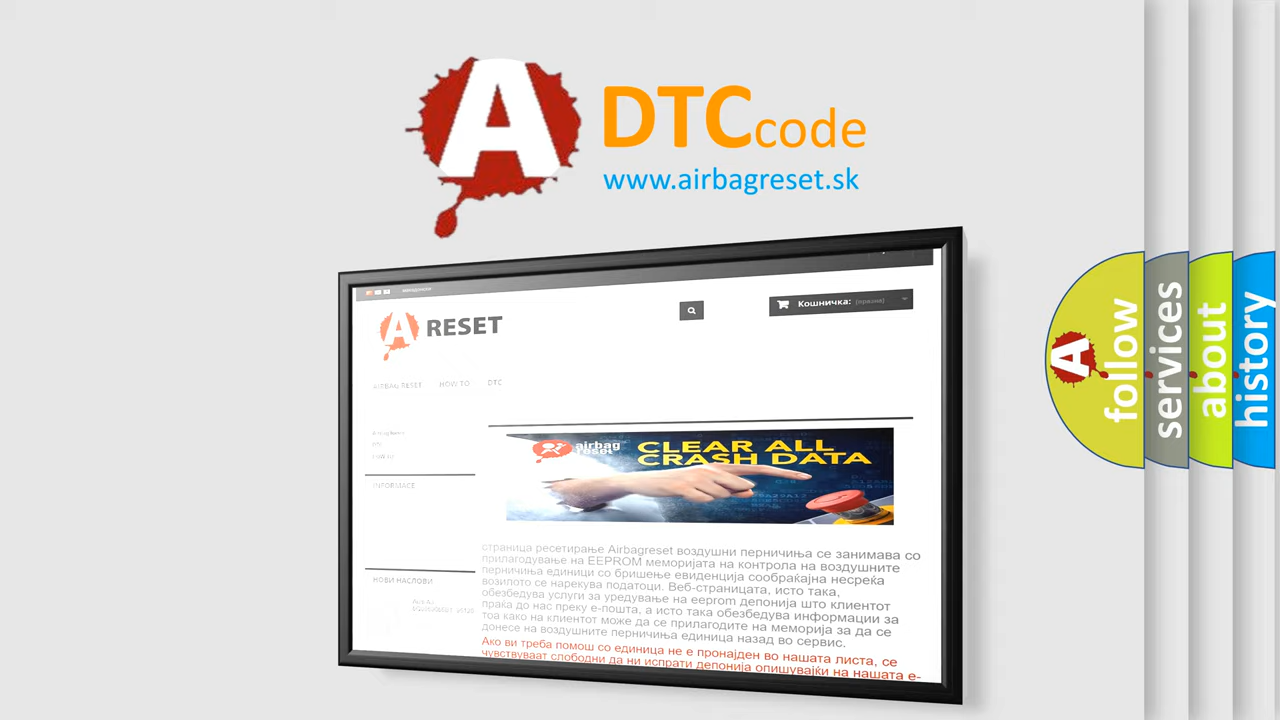 A
DTCcode
www.airbagreset.sk
A RESET
Кошничка: (празни)
AIRBAG RESET HOW TO DTC
airbag
reset
CLEAR ALL
CRASH DATA
INFORMACE
НОВИ НАСЛОВИ
страница ресетирање Airbagreset воздушни перничиња се занимава со
прилагодување на EEPROM меморијата на контрола на воздушните
перничиња единици со бришење евиденција сообраќајна несреќа
возилото се нарекува податоци. Веб-страницата, исто така,
обезбедува услуги за уредување на eeprom депонија што клиентот
праќа до нас преку е-пошта, а исто така обезбедува информации за
тоа како на клиентот може да се прилагодите на меморија за да се
донесе на воздушните перничиња единица назад во сервис.
Ако ви треба помош со единица не е пронајден во нашата листа, се
чувствуваат слободни да ни испрати депонија опишувајќи на нашата е-
A
follow
services
about
history